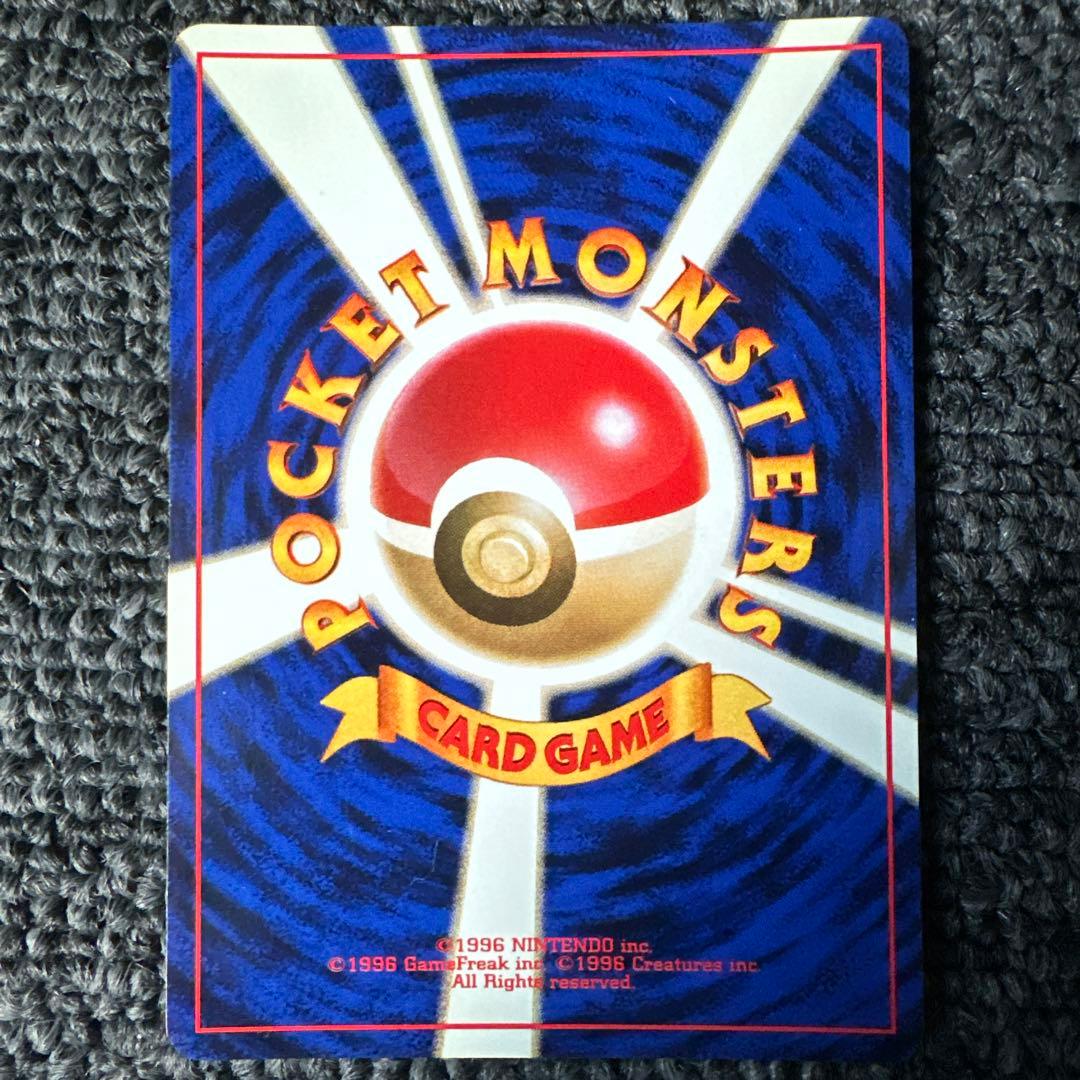 POCKET MONSTERS
CARD GAME
©1996 NINTENDO inc.
©1996 GameFreak inc. ©1996 Creatures inc.
All Rights reserved.